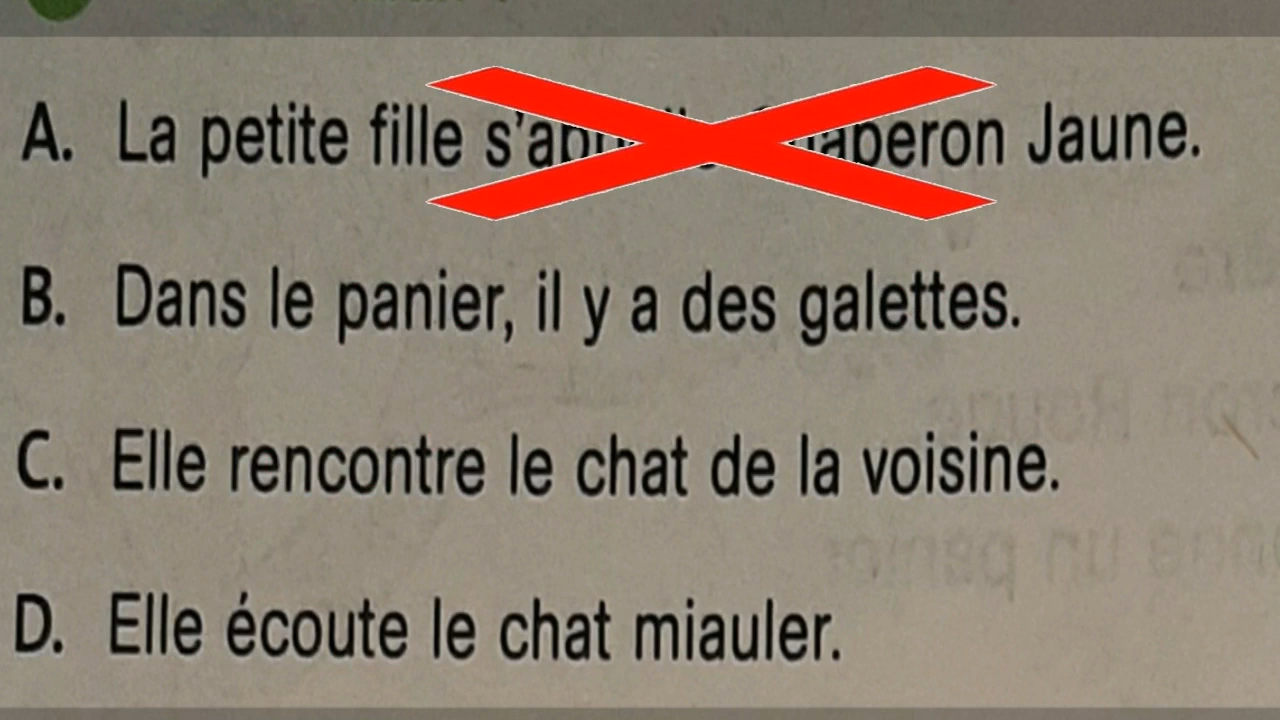 A. La petite fille Jaune.
B. Dans le panier, il y a des galettes.
C. Elle rencontre le chat de la voisine.
D. Elle écoute le chat miauler.